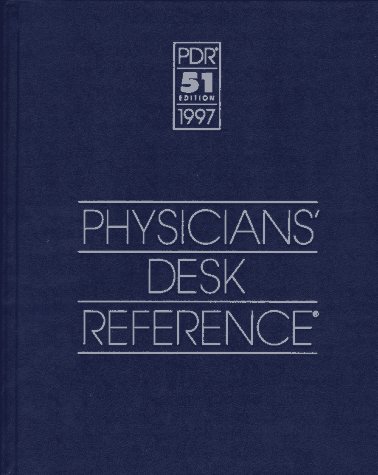 PDR®
51
EDITION
1997
PHYSICIANS'
DESK
REFERENCE®